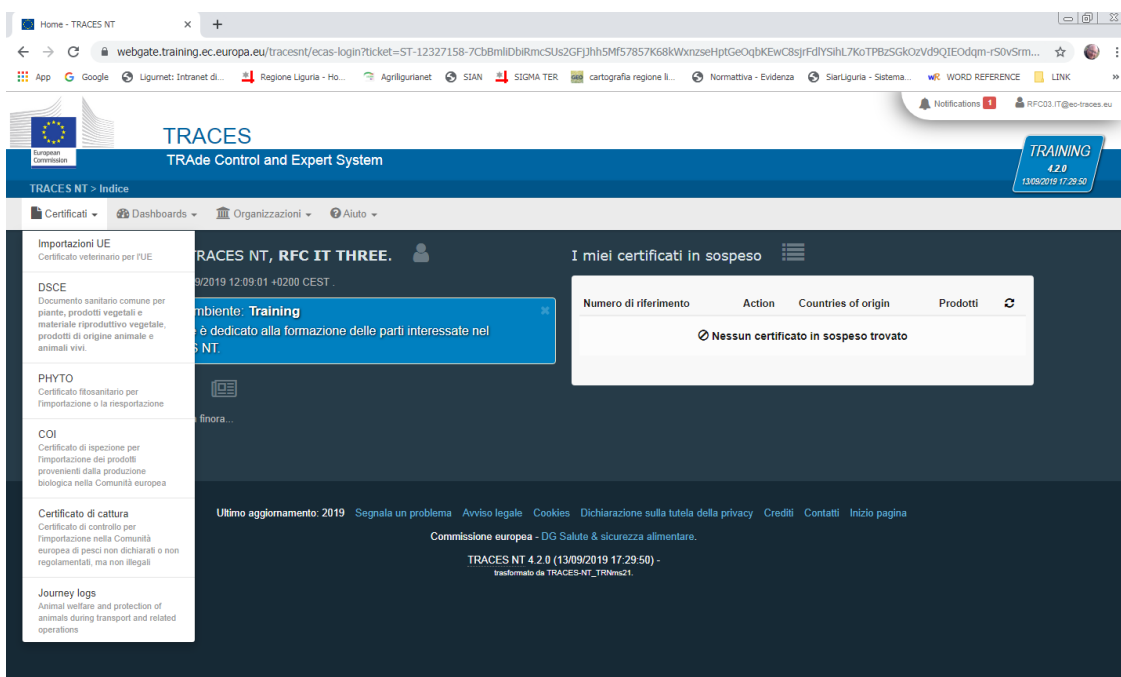 Home - TRACES NT
webgate.training.ec.europa.eu/tracesnt/ecas-login?ticket=ST-12327158-7CbBmliDbiRmcSUs2GFjJhh5Mf57857K68kWxnzseHptGeOqbKEwC8sjrFdlYSihL7KoTPBzSGkOzVd9QIEOdqm-rS0vSrm...
App Google Ligurnet: Intranet di... Regione Liguria - Ho... Agriligurianet SIAN SIGMA TER cartografia regione li... Normattiva - Evidenza SiarLiguria - Sistema... WORD REFERENCE LINK »
Notifications 1 RFC03.IT@ec-traces.eu
European
Commission
TRACES
TRAde Control and Expert System
TRAINING
4.2.0
13/09/2019 17:29:50
TRACES NT > Indice
Certificati Dashboards Organizzazioni Aiuto
Importazioni UE
Certificato veterinario per l'UE
DSCE
Documento sanitario comune per
piante, prodotti vegetali e
materiale riproduttivo vegetale,
prodotti di origine animale e
animali vivi.
PHYTO
Certificato fitosanitario per
l'importazione o la riesportazione
COI
Certificato di ispezione per
l'importazione dei prodotti
provenienti dalla produzione
biologica nella Comunità europea
Certificato di cattura
Certificato di controllo per
l'importazione nella Comunità
europea di pesci non dichiarati o non
regolamentati, ma non illegali
Journey logs
Animal welfare and protection of
animals during transport and related
operations
TRACES NT, RFC IT THREE.
9/2019 12:09:01 +0200 CEST .
mbiente: Training
è dedicato alla formazione delle parti interessate nel
S NT.
finora...
I miei certificati in sospeso
Numero di riferimento Action Countries of origin Prodotti
Nessun certificato in sospeso trovato
Ultimo aggiornamento: 2019 Segnala un problema Avviso legale Cookies Dichiarazione sulla tutela della privacy Crediti Contatti Inizio pagina
Commissione europea - DG Salute & sicurezza alimentare.
TRACES NT 4.2.0 (13/09/2019 17:29:50) -
trasformato da TRACES-NT_TRNms21.